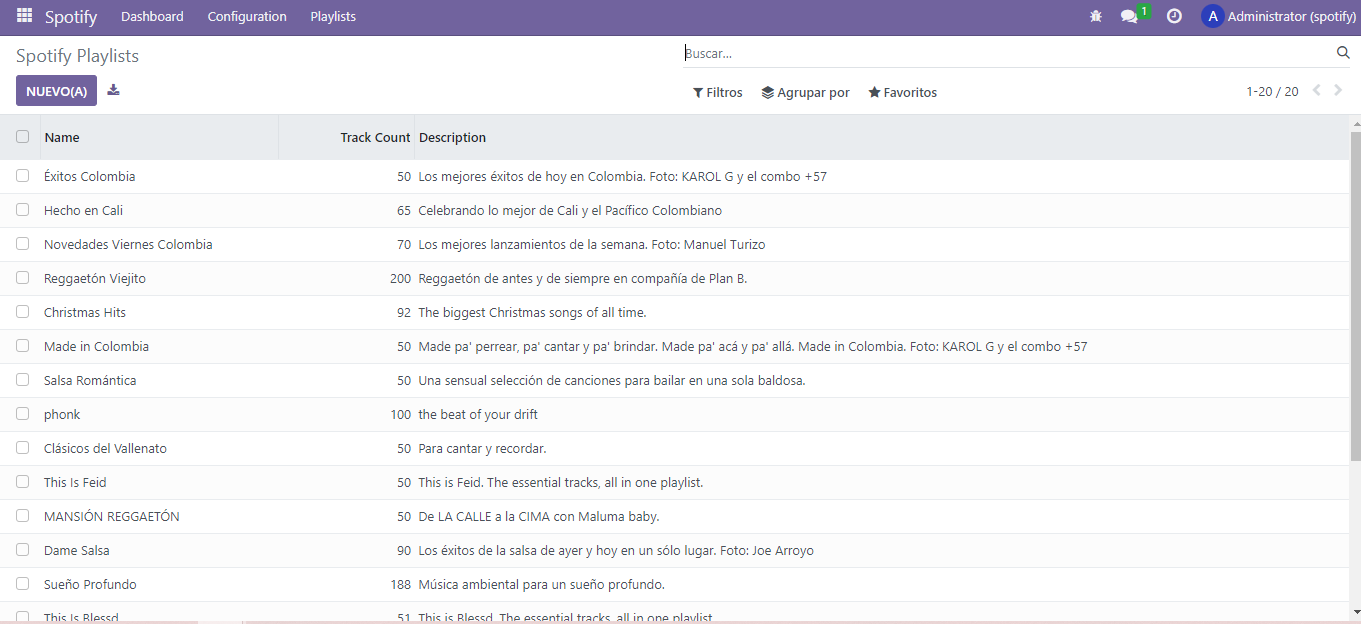 Spotify Dashboard Configuration Playlists 1 A Administrator (spotify)
Spotify Playlists Buscar...
NUEVO(A) Filtros Agrupar por Favoritos 1-20 / 20
Name Track Count Description
Éxitos Colombia 50 Los mejores éxitos de hoy en Colombia. Foto: KAROL G y el combo +57
Hecho en Cali 65 Celebrando lo mejor de Cali y el Pacífico Colombiano
Novedades Viernes Colombia 70 Los mejores lanzamientos de la semana. Foto: Manuel Turizo
Reggaetón Viejito 200 Reggaetón de antes y de siempre en compañía de Plan B.
Christmas Hits 92 The biggest Christmas songs of all time.
Made in Colombia 50 Made pa' perrear, pa' cantar y pa' brindar. Made pa' acá y pa' allá. Made in Colombia. Foto: KAROL G y el combo +57
Salsa Romántica 50 Una sensual selección de canciones para bailar en una sola baldosa.
phonk 100 the beat of your drift
Clásicos del Vallenato 50 Para cantar y recordar.
This Is Feid 50 This is Feid. The essential tracks, all in one playlist.
MANSIÓN REGGAETÓN 50 De LA CALLE a la CIMA con Maluma baby.
Dame Salsa 90 Los éxitos de la salsa de ayer y hoy en un sólo lugar. Foto: Joe Arroyo
Sueño Profundo 188 Música ambiental para un sueño profundo.
This Is Blessd 51 This is Blessd. The essential tracks, all in one playlist.